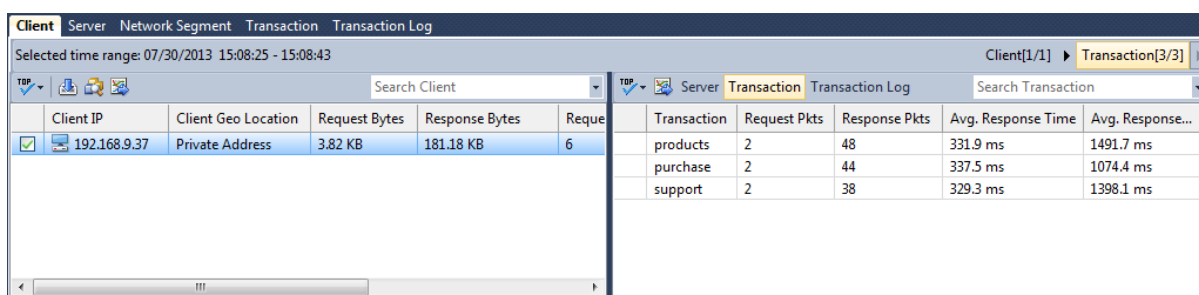 Client Server Network Segment Transaction Transaction Log
Selected time range: 07/30/2013 15:08:25 - 15:08:43 Client[1/1] Transaction[3/3]
TOP Search Client TOP Server Transaction Transaction Log Search Transaction
Client IP Client Geo Location Request Bytes Response Bytes Reque Transaction Request Pkts Response Pkts Avg. Response Time Avg. Response...
192.168.9.37 Private Address 3.82 KB 181.18 KB 6 products 2 48 331.9 ms 1491.7 ms
purchase 2 44 337.5 ms 1074.4 ms
support 2 38 329.3 ms 1398.1 ms